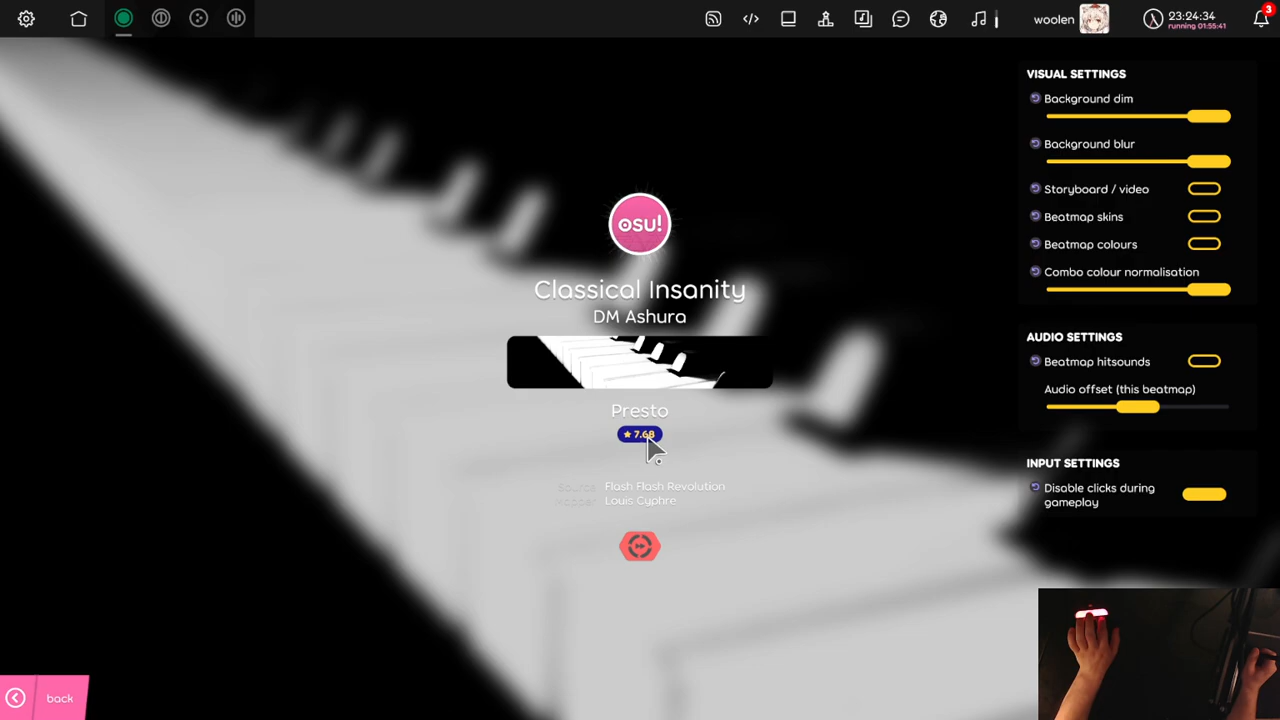 woolen
23:24:34
running 01:55:41
3
VISUAL SETTINGS
Background dim
Background blur
Storyboard / video
Beatmap skins
Beatmap colours
Combo colour normalisation
AUDIO SETTINGS
Beatmap hitsounds
Audio offset (this beatmap)
INPUT SETTINGS
Disable clicks during
gameplay
osu!
Classical Insanity
DM Ashura
Presto
7.68
Source Flash Flash Revolution
Mapper Louis Cyphre
back